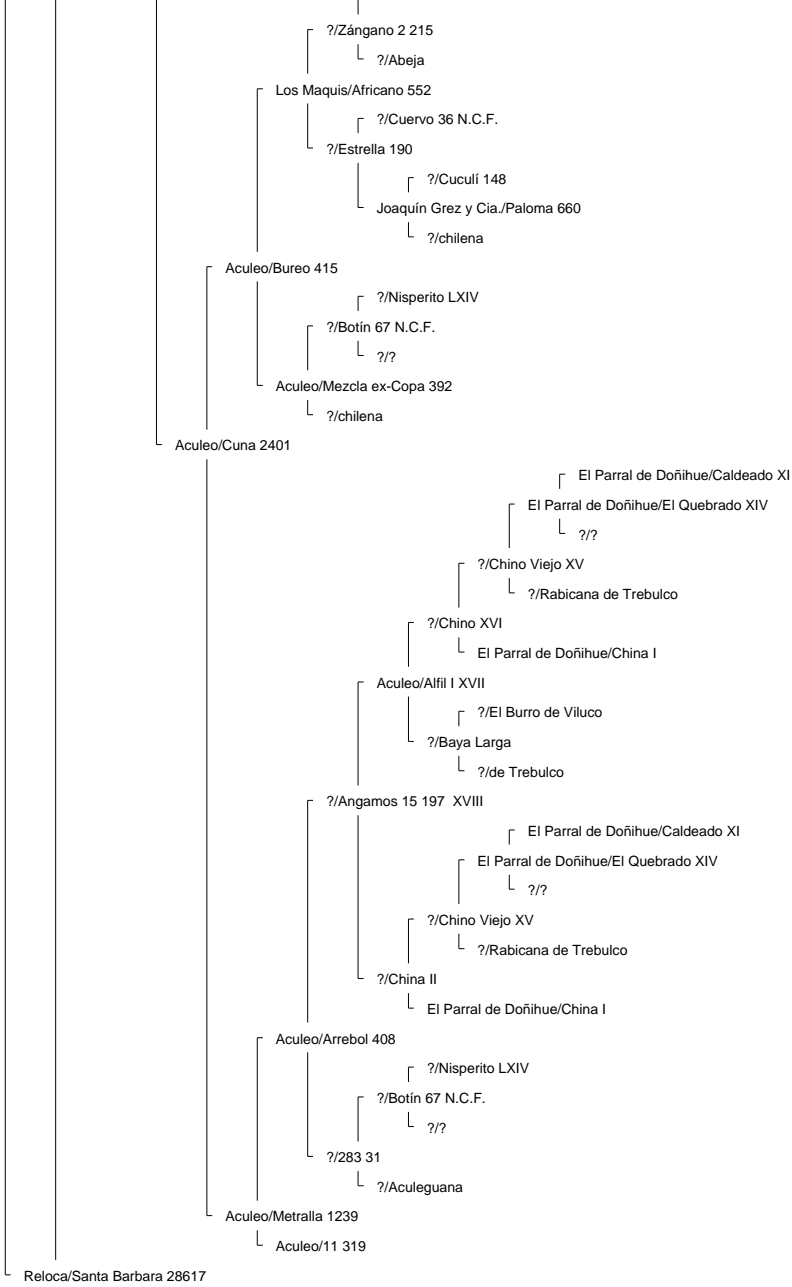 ?/Zángano 2 215
?/Abeja
Los Maquis/Africano 552
?/Cuervo 36 N.C.F.
?/Estrella 190
?/Cuculí 148
Joaquín Grez y Cia./Paloma 660
?/chilena
Aculeo/Bureo 415
?/Nisperito LXIV
?/Botín 67 N.C.F.
?/?
Aculeo/Mezcla ex-Copa 392
?/chilena
Aculeo/Cuna 2401
El Parral de Doñihue/Caldeado XI
El Parral de Doñihue/El Quebrado XIV
?/?
?/Chino Viejo XV
?/Rabicana de Trebulco
?/Chino XVI
El Parral de Doñihue/China I
Aculeo/Alfil I XVII
?/El Burro de Viluco
?/Baya Larga
?/de Trebulco
?/Angamos 15 197  XVIII
El Parral de Doñihue/Caldeado XI
El Parral de Doñihue/El Quebrado XIV
?/?
?/Chino Viejo XV
?/Rabicana de Trebulco
?/China II
El Parral de Doñihue/China I
Aculeo/Arrebol 408
?/Nisperito LXIV
?/Botín 67 N.C.F.
?/?
?/283 31
?/Aculeguana
Aculeo/Metralla 1239
Aculeo/11 319
Reloca/Santa Barbara 28617